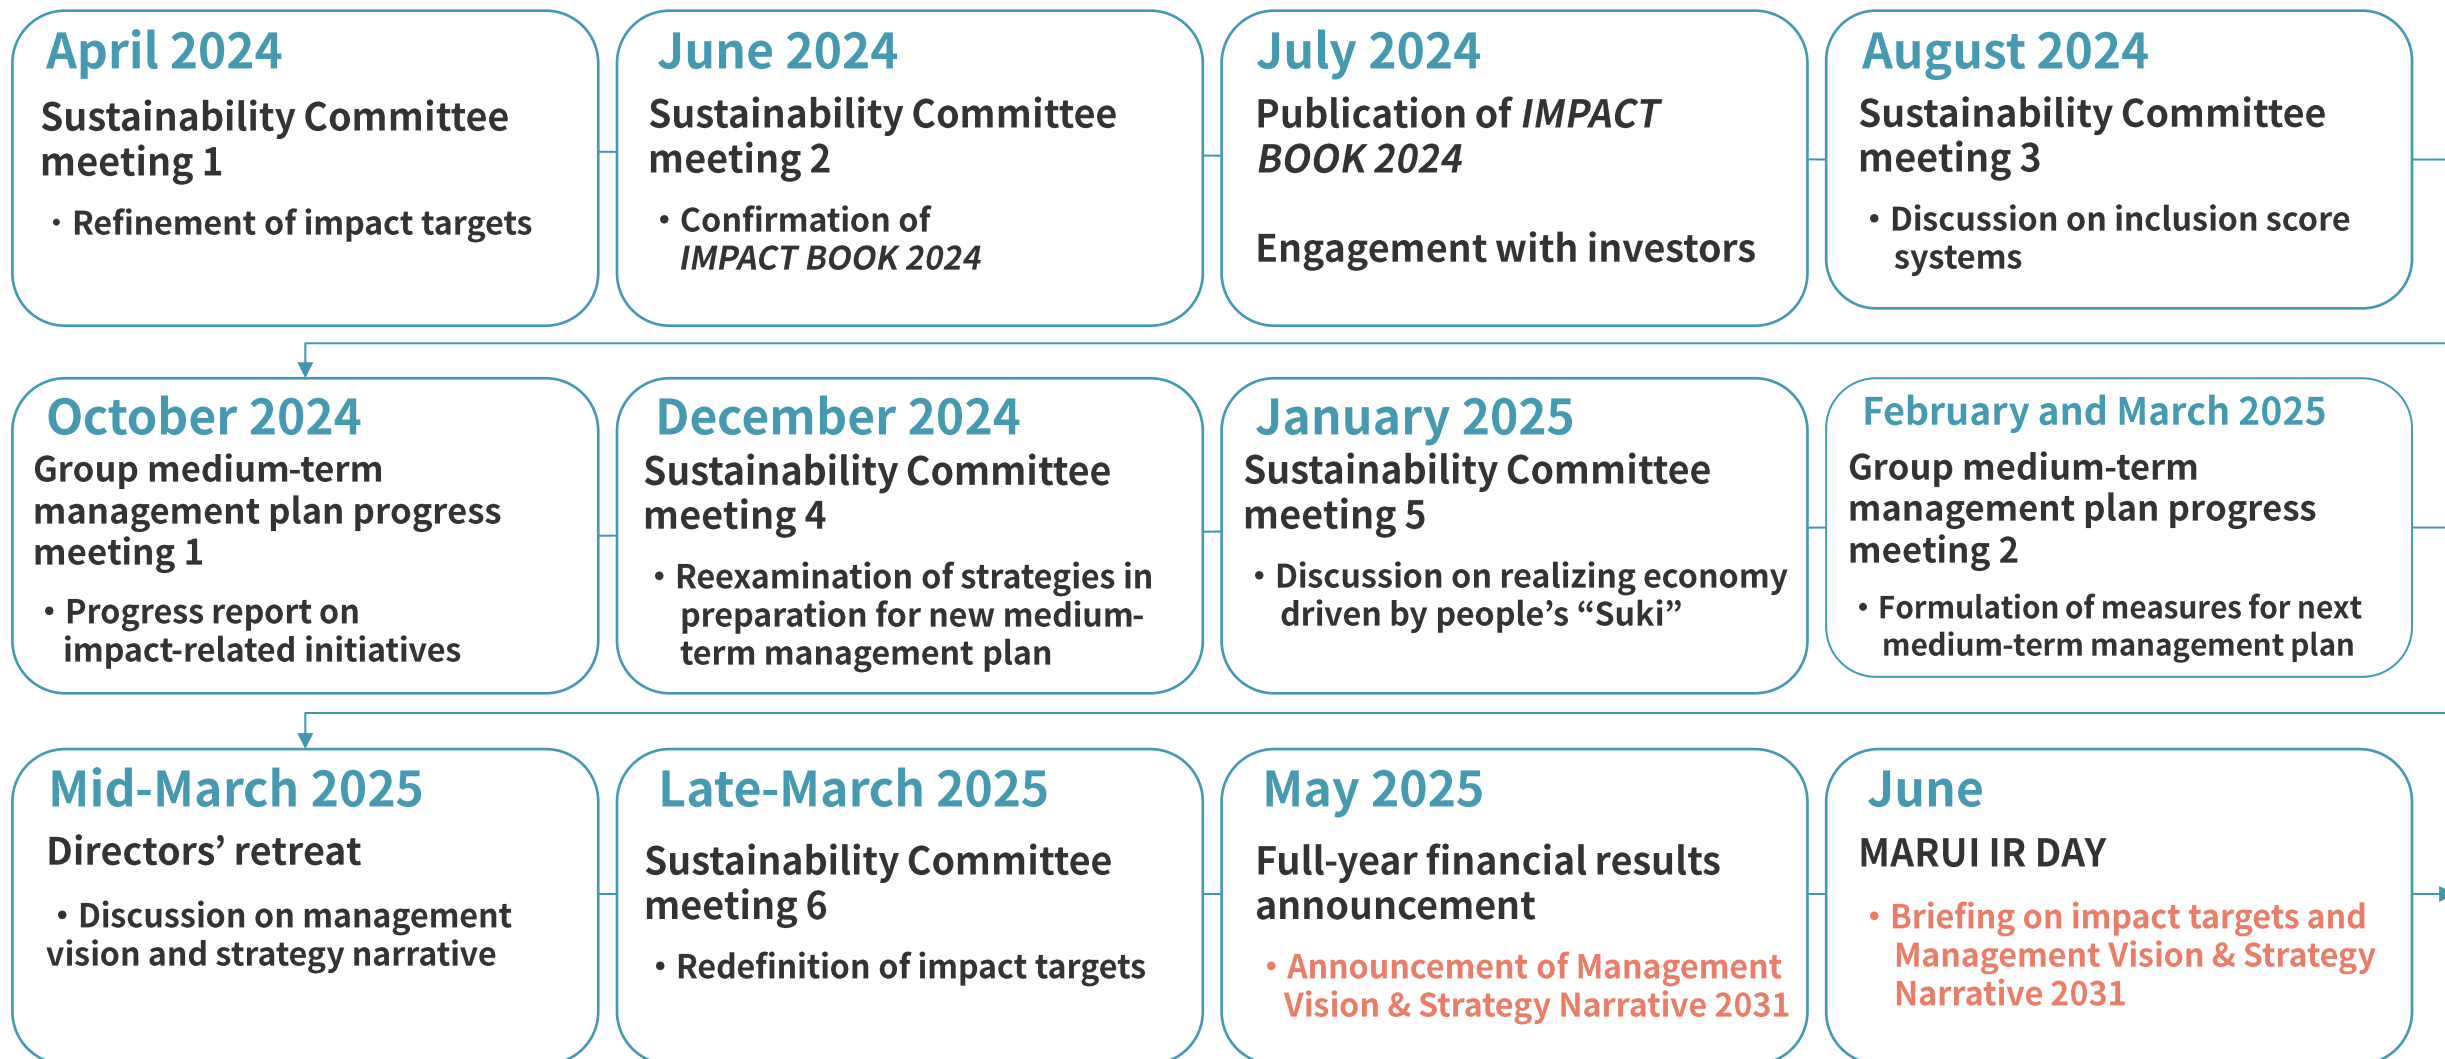 April 2024
Sustainability Committee
meeting 1
・Refinement of impact targets
June 2024
Sustainability Committee
meeting 2
・Confirmation of
IMPACT BOOK 2024
July 2024
Publication of IMPACT
BOOK 2024
Engagement with investors
August 2024
Sustainability Committee
meeting 3
・Discussion on inclusion score
systems
October 2024
Group medium-term
management plan progress
meeting 1
・Progress report on
impact-related initiatives
December 2024
Sustainability Committee
meeting 4
・Reexamination of strategies in
preparation for new medium-
term management plan
January 2025
Sustainability Committee
meeting 5
・Discussion on realizing economy
driven by people’s “Suki”
February and March 2025
Group medium-term
management plan progress
meeting 2
・Formulation of measures for next
medium-term management plan
Mid-March 2025
Directors’ retreat
・Discussion on management
vision and strategy narrative
Late-March 2025
Sustainability Committee
meeting 6
・Redefinition of impact targets
May 2025
Full-year financial results
announcement
・Announcement of Management
Vision & Strategy Narrative 2031
June
MARUI IR DAY
・Briefing on impact targets and
Management Vision & Strategy
Narrative 2031